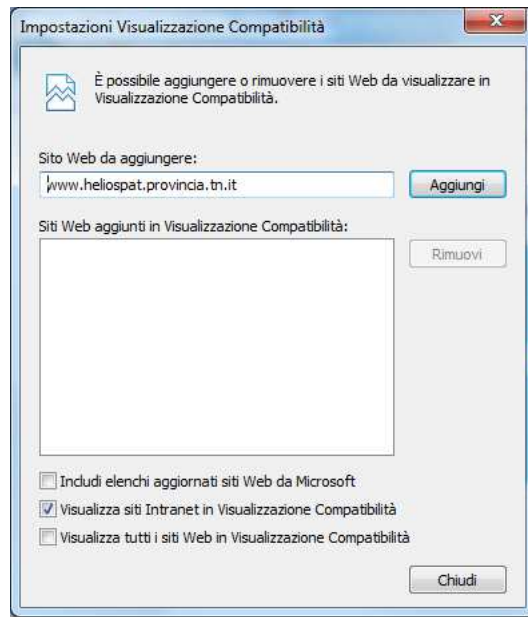 Impostazioni Visualizzazione Compatibilità
È possibile aggiungere o rimuovere i siti Web da visualizzare in
Visualizzazione Compatibilità.
Sito Web da aggiungere:
www.heliospat.provincia.tn.it
Aggiungi
Siti Web aggiunti in Visualizzazione Compatibilità:
Rimuovi
Includi elenchi aggiornati siti Web da Microsoft
Visualizza siti Intranet in Visualizzazione Compatibilità
Visualizza tutti i siti Web in Visualizzazione Compatibilità
Chiudi